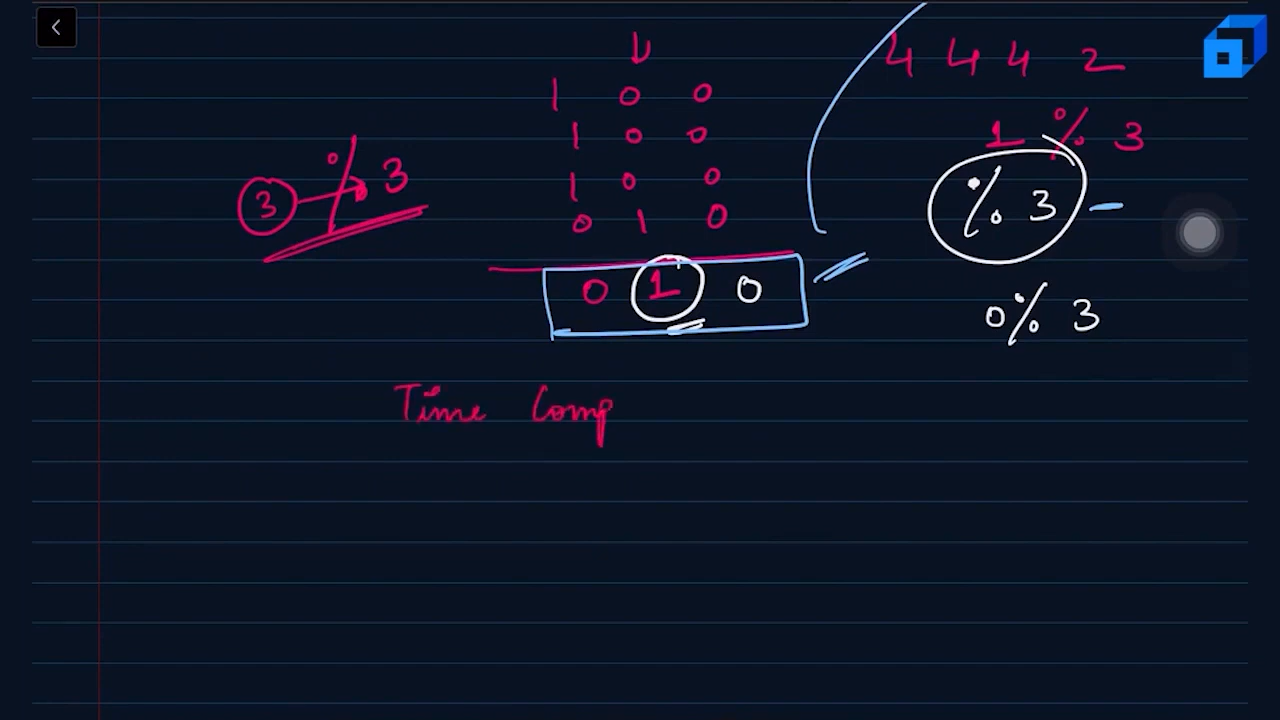 4 4 4 2
1 0 0
1 0 0
1 % 3
1 0 0
3 % 3
% 3
0 1 0
0 1 0
0 % 3
Time Comp